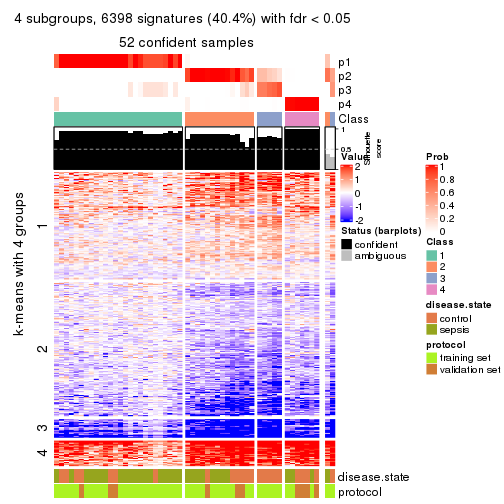 4 subgroups, 6398 signatures (40.4%) with fdr < 0.05
52 confident samples
p1
p2
p3
p4
Class
1
0.5
Silhouette
score
k-means with 4 groups
1
2
3
4
disease.state
protocol
Value
2
1
0
-1
-2
Status (barplots)
confident
ambiguous
Prob
1
0.8
0.6
0.4
0.2
0
Class
1
2
3
4
disease.state
control
sepsis
protocol
training set
validation set